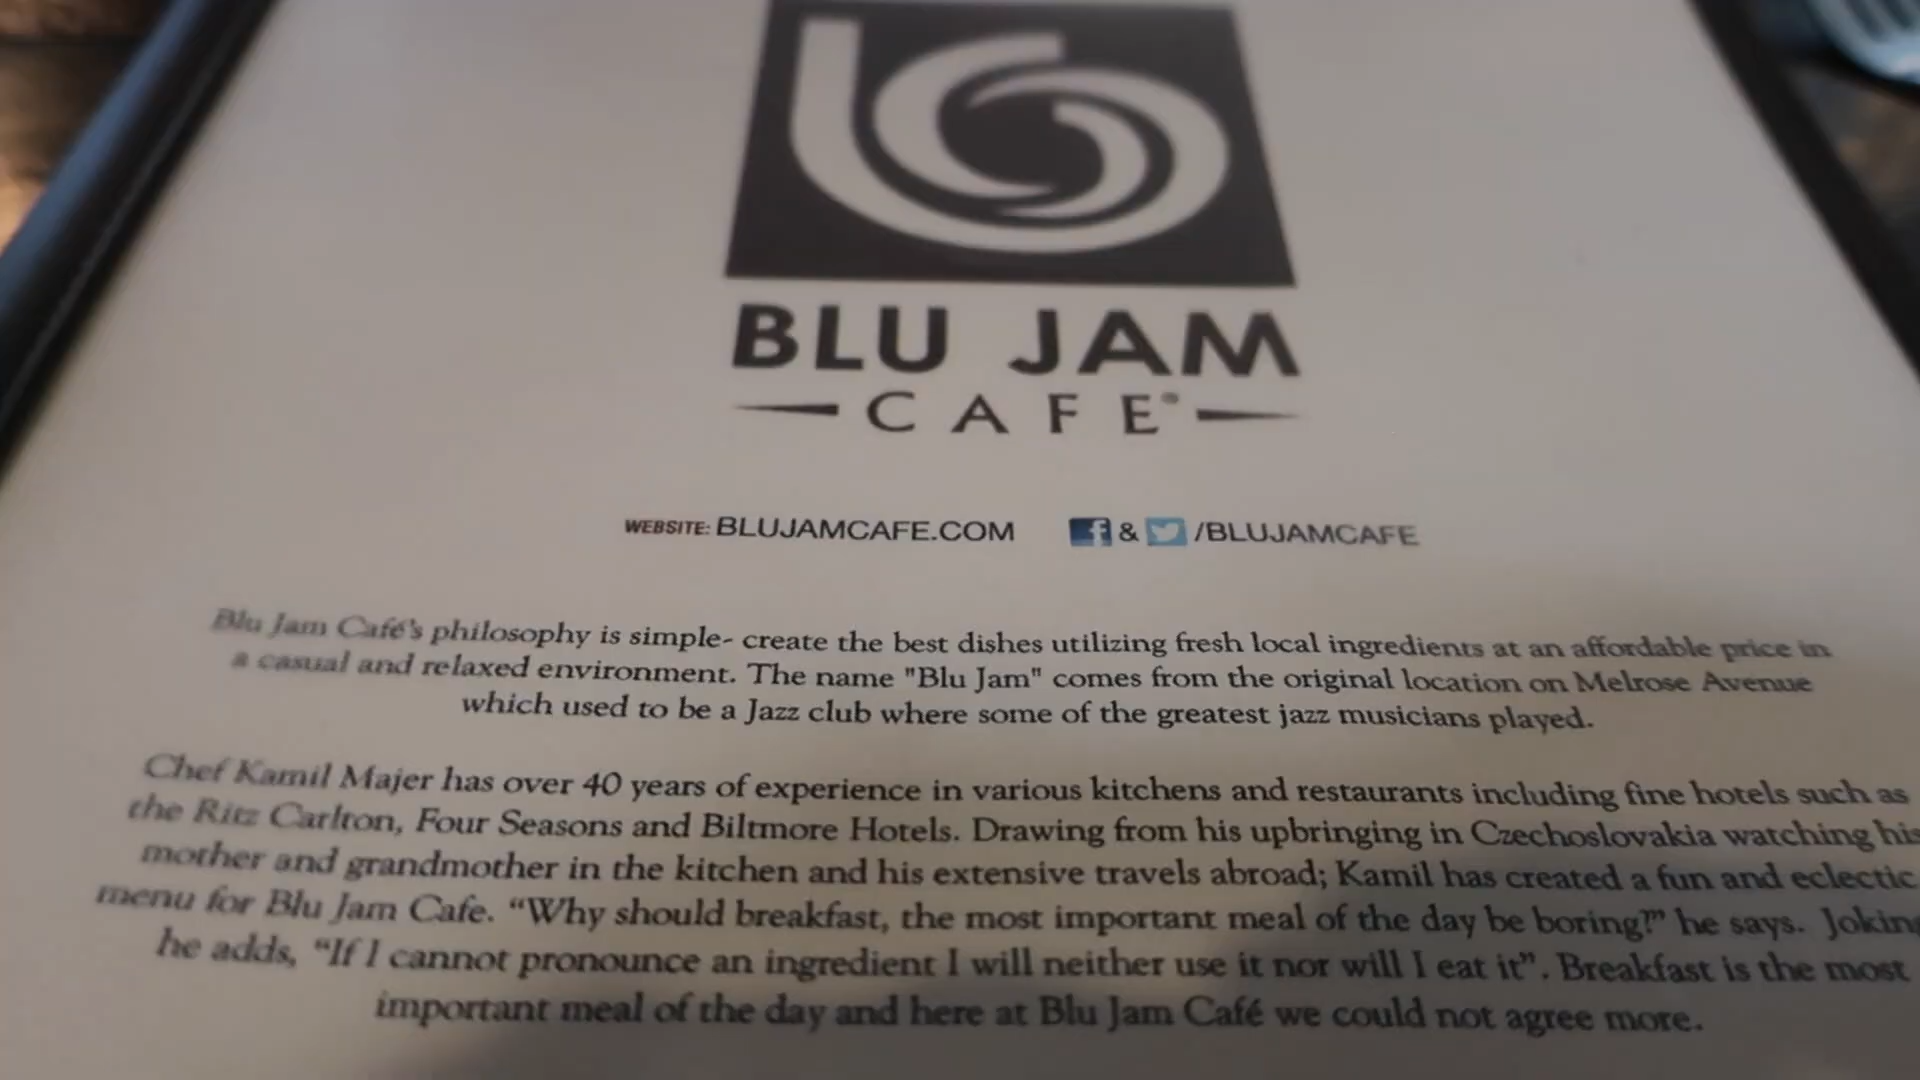 BLU JAM
CAFE®
WEBSITE: BLUJAMCAFE.COM & /BLUJAMCAFE
Blu Jam Café's philosophy is simple- create the best dishes utilizing fresh local ingredients at an affordable price in
a casual and relaxed environment. The name "Blu Jam" comes from the original location on Melrose Avenue
which used to be a Jazz club where some of the greatest jazz musicians played.
Chef Kamil Majer has over 40 years of experience in various kitchens and restaurants including fine hotels such as
the Ritz Carlton, Four Seasons and Biltmore Hotels. Drawing from his upbringing in Czechoslovakia watching his
mother and grandmother in the kitchen and his extensive travels abroad; Kamil has created a fun and eclectic
menu for Blu Jam Cafe. “Why should breakfast, the most important meal of the day be boring?” he says. Joking
he adds, “If I cannot pronounce an ingredient I will neither use it nor will I eat it”. Breakfast is the most
important meal of the day and here at Blu Jam Café we could not agree more.